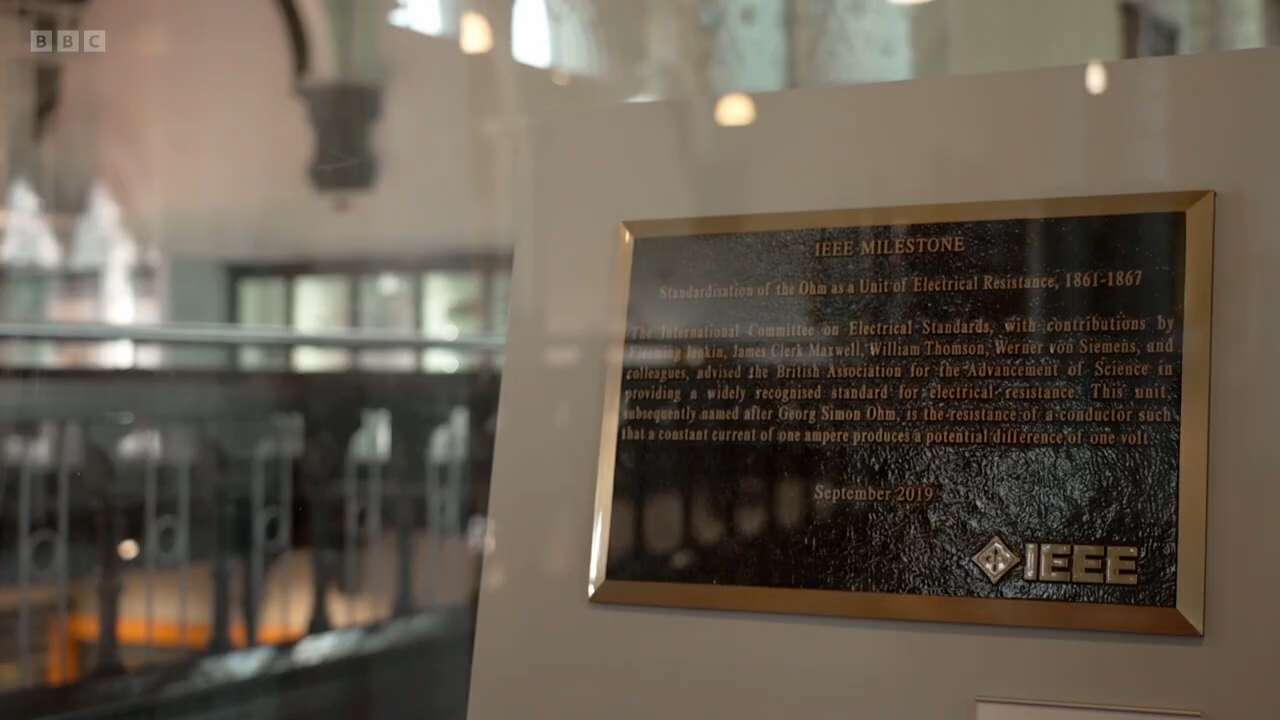 BBC
IEEE MILESTONE
Standardisation of the Ohm as a Unit of Electrical Resistance, 1861-1867
The International Committee on Electrical Standards, with contributions by
Fleeming Jenkin, James Clerk Maxwell, William Thomson, Werner von Siemens, and
colleagues, advised the British Association for the Advancement of Science in
providing a widely recognised standard for electrical resistance. This unit,
subsequently named after Georg Simon Ohm, is the resistance of a conductor such
that a constant current of one ampere produces a potential difference of one volt.
September 2019
IEEE